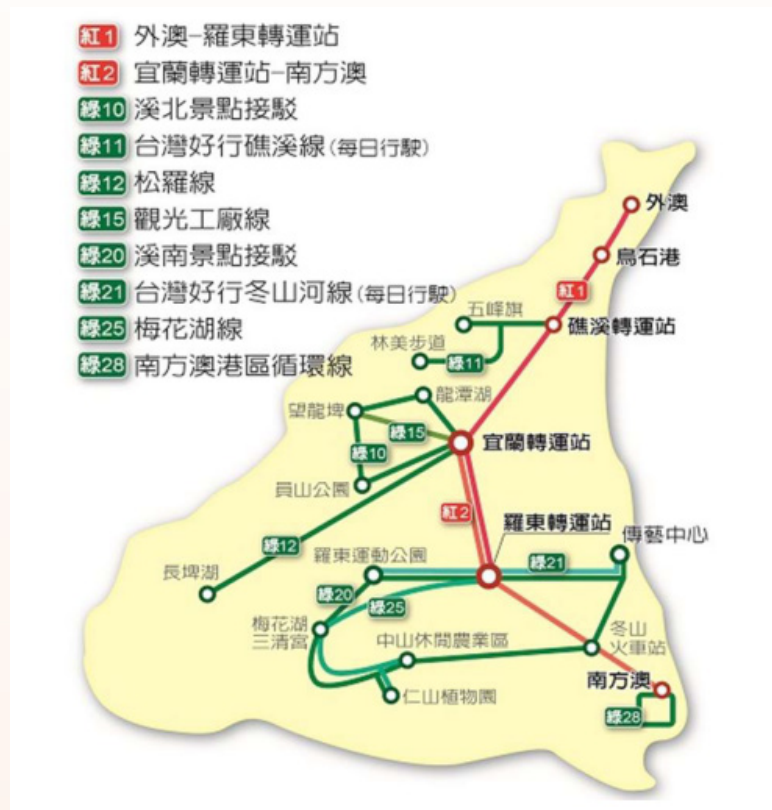 紅1 外澳-羅東轉運站
紅2 宜蘭轉運站-南方澳
綠10 溪北景點接駁
綠11 台灣好行礁溪線(每日行駛)
綠12 松羅線
綠15 觀光工廠線
綠20 溪南景點接駁
綠21 台灣好行冬山河線(每日行駛)
綠25 梅花湖線
綠28 南方澳港區循環線
外澳
烏石港
紅1
五峰旗
礁溪轉運站
林美步道
綠11
龍潭湖
望龍埤
綠15
宜蘭轉運站
綠10
員山公園
紅2
羅東轉運站
傳藝中心
綠12
羅東運動公園
綠21
長埤湖
綠20
綠25
梅花湖
三清宮
中山休閒農業區
冬山
火車站
南方澳
仁山植物園
綠28